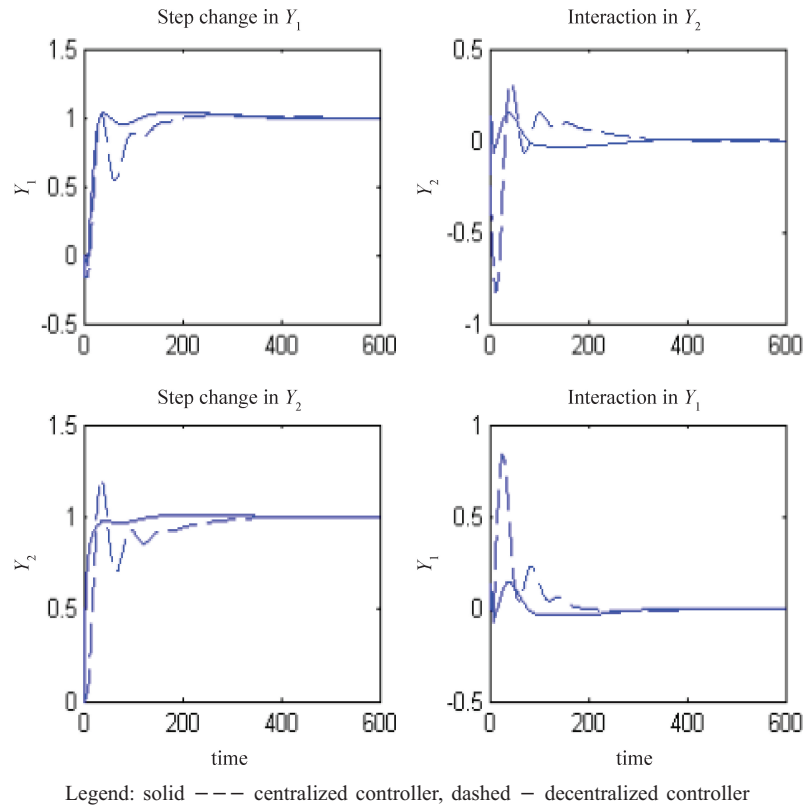 Step change in Y1
1.5
1
0.5
0
-0.5
Y1
0 200 400 600
Interaction in Y2
0.5
0
-0.5
-1
Y2
0 200 400 600
Step change in Y2
1.5
1
0.5
0
Y2
0 200 400 600
time
Interaction in Y1
1
0.5
0
-0.5
Y1
0 200 400 600
time
Legend: solid --- centralized controller, dashed – decentralized controller